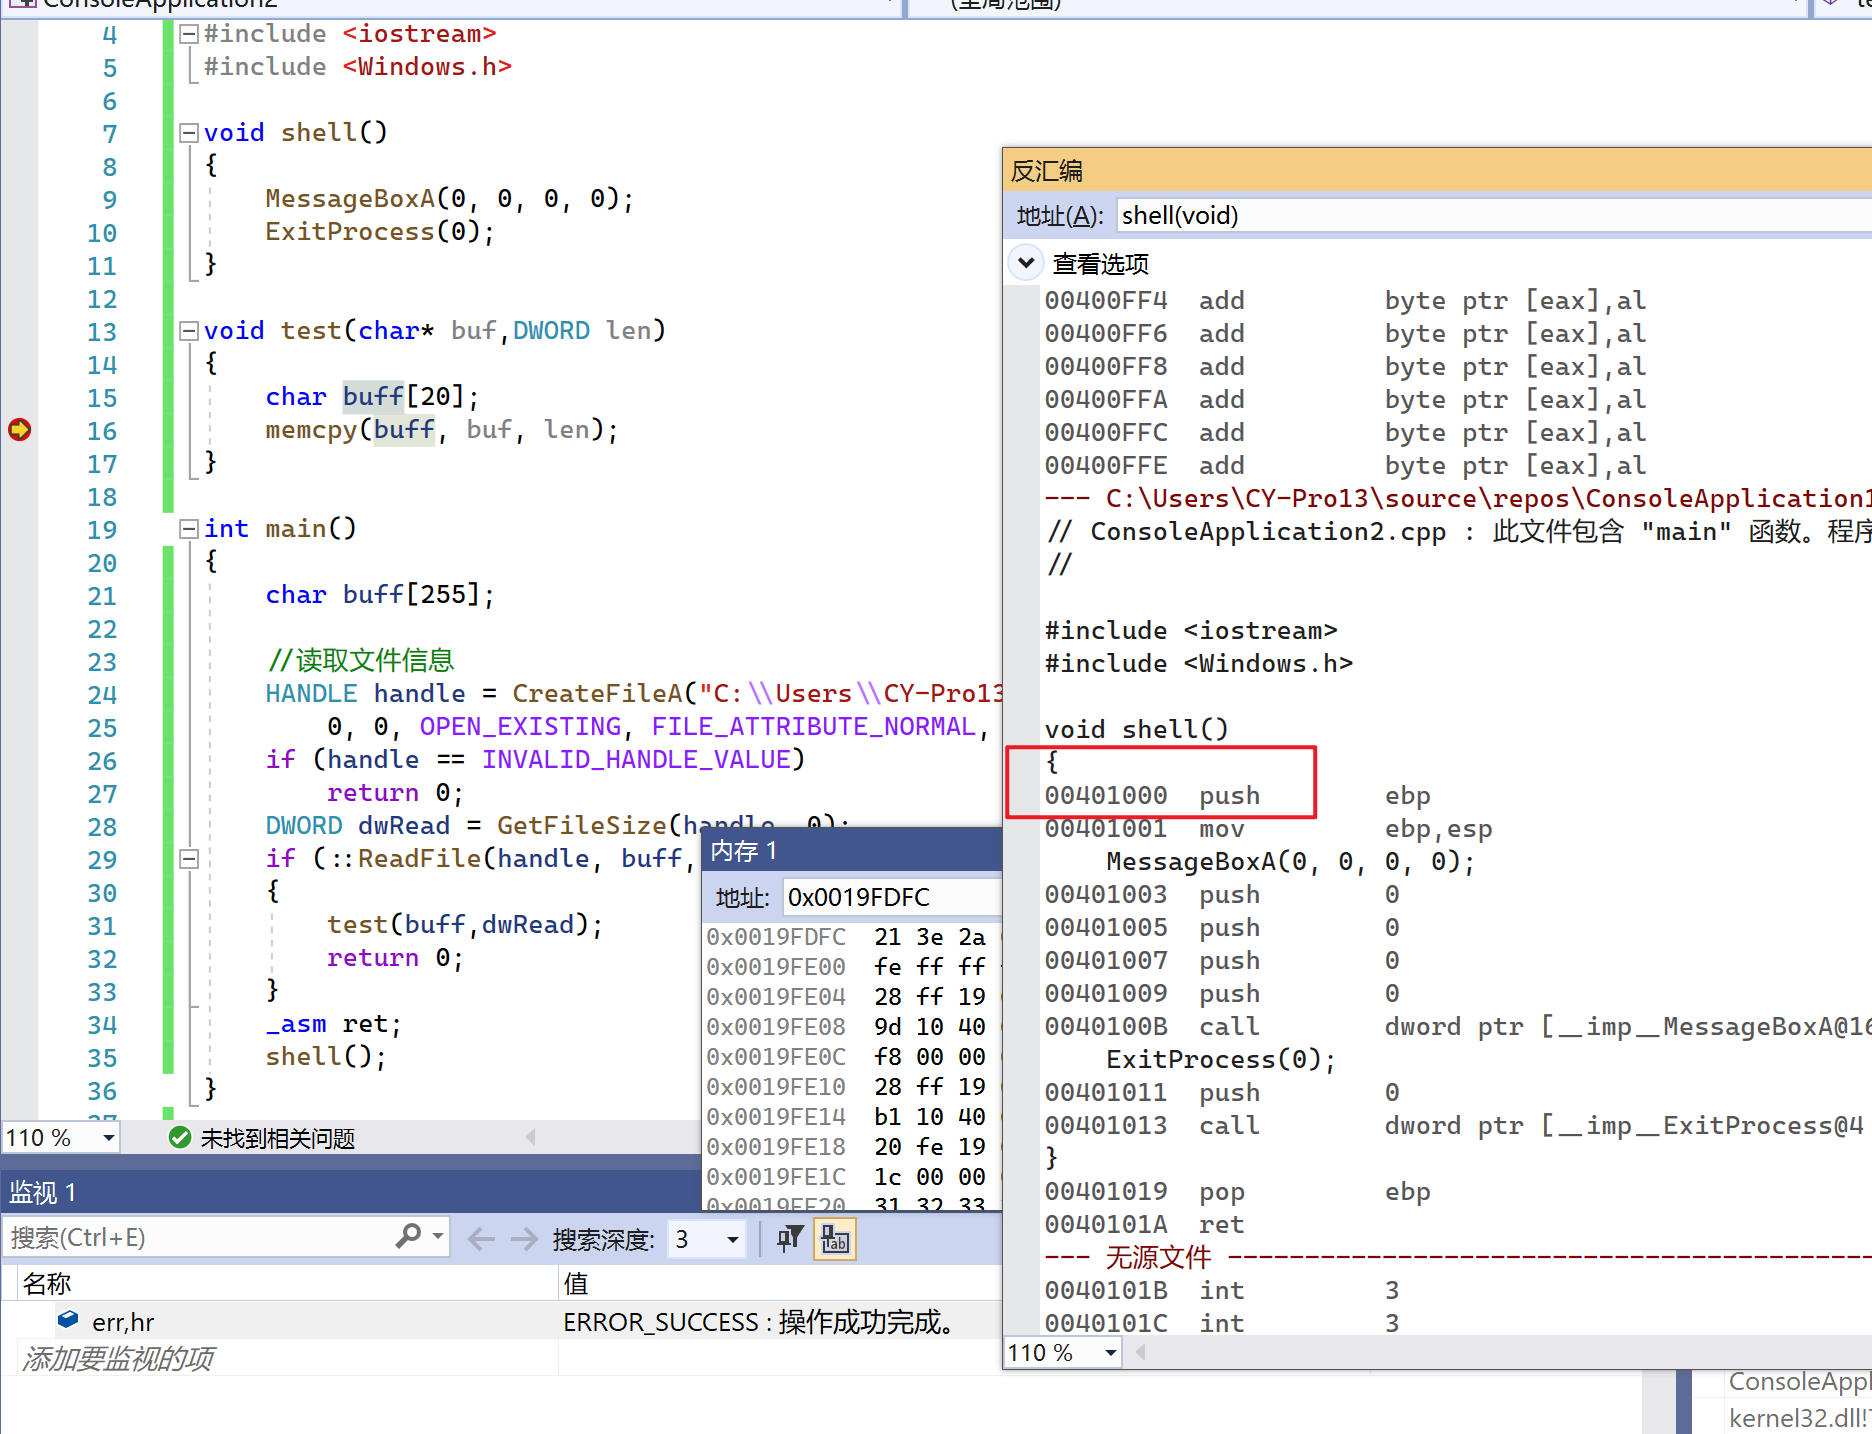 ConsoleApplication2
(全局范围)
4 #include <iostream>
5 #include <Windows.h>
6
7 void shell()
8 {
9 MessageBoxA(0, 0, 0, 0);
10 ExitProcess(0);
11 }
12
13 void test(char* buf,DWORD len)
14 {
15 char buff[20];
16 memcpy(buff, buf, len);
17 }
18
19 int main()
20 {
21 char buff[255];
22
23 //读取文件信息
24 HANDLE handle = CreateFileA("C:\\Users\\CY-Pro13
25 0, 0, OPEN_EXISTING, FILE_ATTRIBUTE_NORMAL,
26 if (handle == INVALID_HANDLE_VALUE)
27 return 0;
28 DWORD dwRead = GetFileSize(handle, 0);
29 if (::ReadFile(handle, buff,
30 {
31 test(buff,dwRead);
32 return 0;
33 }
34 _asm ret;
35 shell();
36 }
110 %
未找到相关问题
内存 1
地址: 0x0019FDFC
0x0019FDFC 21 3e 2a
0x0019FE00 fe ff ff
0x0019FE04 28 ff 19
0x0019FE08 9d 10 40
0x0019FE0C f8 00 00
0x0019FE10 28 ff 19
0x0019FE14 b1 10 40
0x0019FE18 20 fe 19
0x0019FE1C 1c 00 00
0x0019FE20 31 32 33
反汇编
地址(A): shell(void)
查看选项
00400FF4 add byte ptr [eax],al
00400FF6 add byte ptr [eax],al
00400FF8 add byte ptr [eax],al
00400FFA add byte ptr [eax],al
00400FFC add byte ptr [eax],al
00400FFE add byte ptr [eax],al
--- C:\Users\CY-Pro13\source\repos\ConsoleApplication1
// ConsoleApplication2.cpp : 此文件包含 "main" 函数。程序
//
#include <iostream>
#include <Windows.h>
void shell()
{
00401000 push ebp
00401001 mov ebp,esp
MessageBoxA(0, 0, 0, 0);
00401003 push 0
00401005 push 0
00401007 push 0
00401009 push 0
0040100B call dword ptr [__imp__MessageBoxA@16
ExitProcess(0);
00401011 push 0
00401013 call dword ptr [__imp__ExitProcess@4
}
00401019 pop ebp
0040101A ret
--- 无源文件 ---
0040101B int 3
0040101C int 3
110 %
监视 1
搜索(Ctrl+E)
搜索深度: 3
名称 值
err,hr ERROR_SUCCESS : 操作成功完成。
添加要监视的项
ConsoleAppl
kernel32.dll!